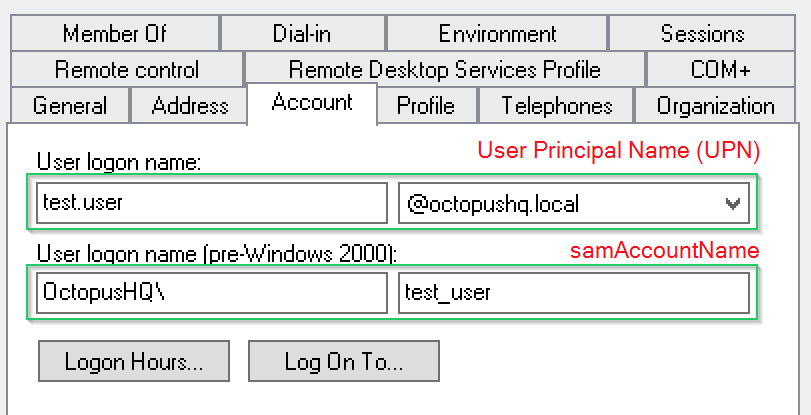 Member Of Dial-in Environment Sessions
Remote control Remote Desktop Services Profile COM+
General Address Account Profile Telephones Organization
User Principal Name (UPN)
User logon name:
test.user @octopushq.local
User logon name (pre-Windows 2000): samAccountName
OctopusHQ\ test_user
Logon Hours... Log On To...